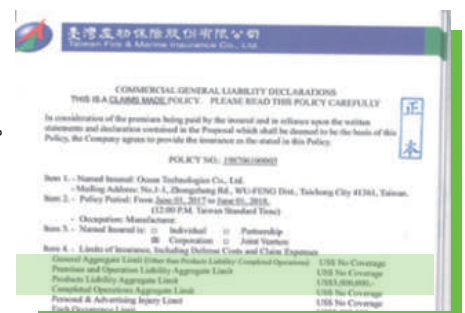 臺灣產物保險股份有限公司
Taiwan Fire & Marine Insurance Co., Ltd.
COMMERCIAL GENERAL LIABILITY DECLARATIONS
THIS IS A CLAIMS MADE POLICY. PLEASE READ THIS POLICY CAREFULLY
正本
In consideration of the premium being paid by the insured and in reliance upon the written
statements and declaration contained in the Proposal which shall be deemed to be the basis of this
Policy, the Company agrees to provide the insurance as the stated in this Policy.
POLICY NO.:
Item 1. - Named Insured: Ocean Technologies Co., Ltd.
- Mailing Address: No.1-1, Zhongzheng Rd., WU-FENG Dist., Taichung City 41361, Taiwan.
Item 2. - Policy Period: From June 01, 2017 to June 01, 2018.
(12:00 P.M. Taiwan Standard Time)
- Occupation: Manufacturer.
Item 3. - Named Insured is: □ Individual □ Partnership
Corporation □ Joint Venture
Item 4. - Limits of Insurance, Including Defense Costs and Claim Expenses
General Aggregate Limit (Other than Products Liability Completed Operations) US$ No Coverage
Premises and Operation Liability Aggregate Limit US$ No Coverage
Products Liability Aggregate Limit US$3,000,000.-
Completed Operations Aggregate Limit US$ No Coverage
Personal & Advertising Injury Limit US$ No Coverage
Each Occurrence Limit